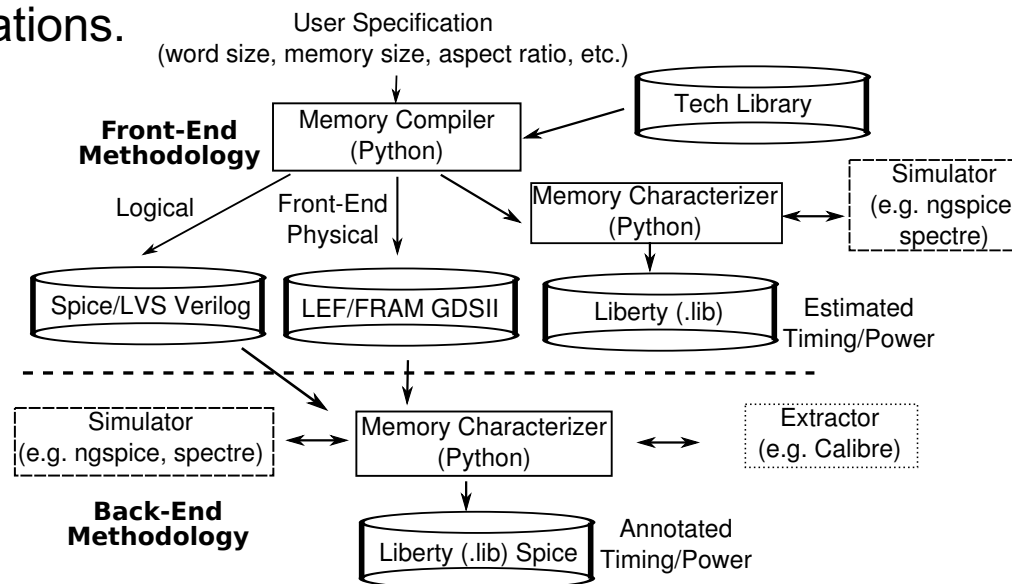 ations.
User Specification
(word size, memory size, aspect ratio, etc.)
Tech Library
Memory Compiler
(Python)
Front-End
Methodology
Simulator
(e.g. ngspice
spectre)
Memory Characterizer
(Python)
Logical
Front-End
Physical
Spice/LVS Verilog
LEF/FRAM GDSII
Liberty (.lib)
Estimated
Timing/Power
Simulator
(e.g. ngspice, spectre)
Memory Characterizer
(Python)
Extractor
(e.g. Calibre)
Back-End
Methodology
Liberty (.lib) Spice
Annotated
Timing/Power